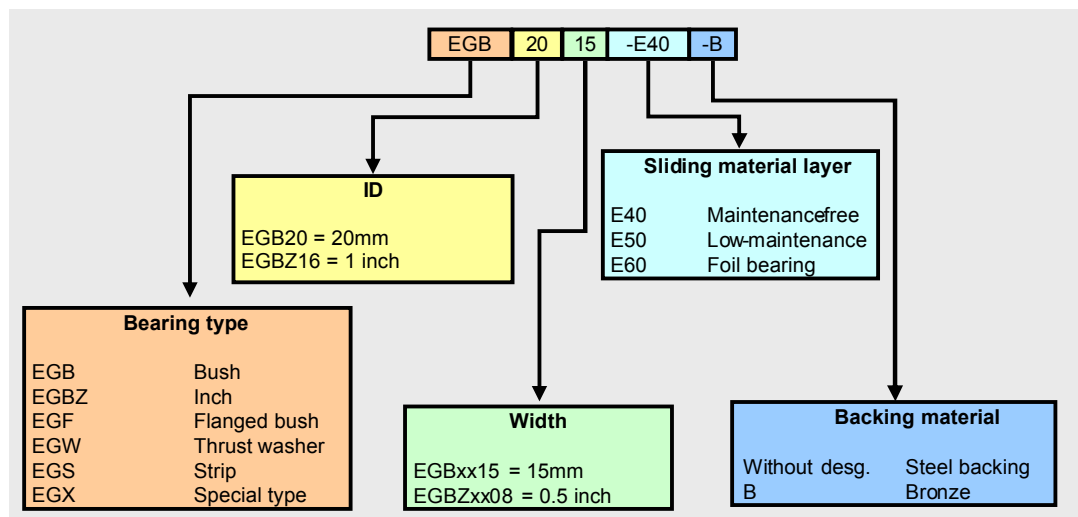 EGB 20 15 -E40 -B
ID
EGB20 = 20mm
EGBZ16 = 1 inch
Sliding material layer
E40 Maintenancefree
E50 Low-maintenance
E60 Foil bearing
Bearing type
EGB Bush
EGBZ Inch
EGF Flanged bush
EGW Thrust washer
EGS Strip
EGX Special type
Width
EGBxx15 = 15mm
EGBZxx08 = 0.5 inch
Backing material
Without desg. Steel backing
B Bronze